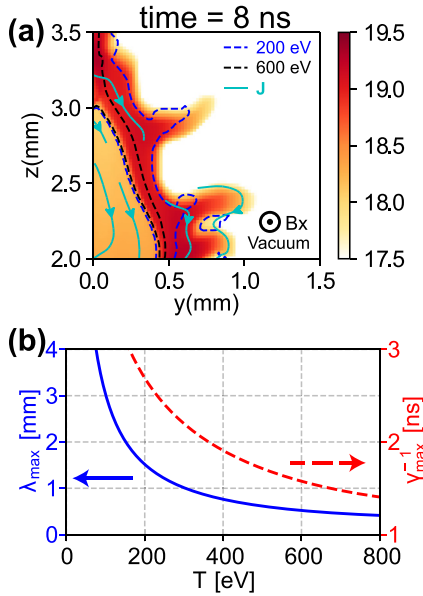 time = 8 ns
(a)
200 eV
600 eV
J
3.5
3.0
2.5
2.0
z(mm)
Bx
Vacuum
0.0 0.5 1.0 1.5
y(mm)
19.5
19.0
18.5
18.0
17.5
(b)
4
3
2
1
0
λmax [mm]
3
2
1
γ⁻¹max [ns]
0 200 400 600 800
T [eV]